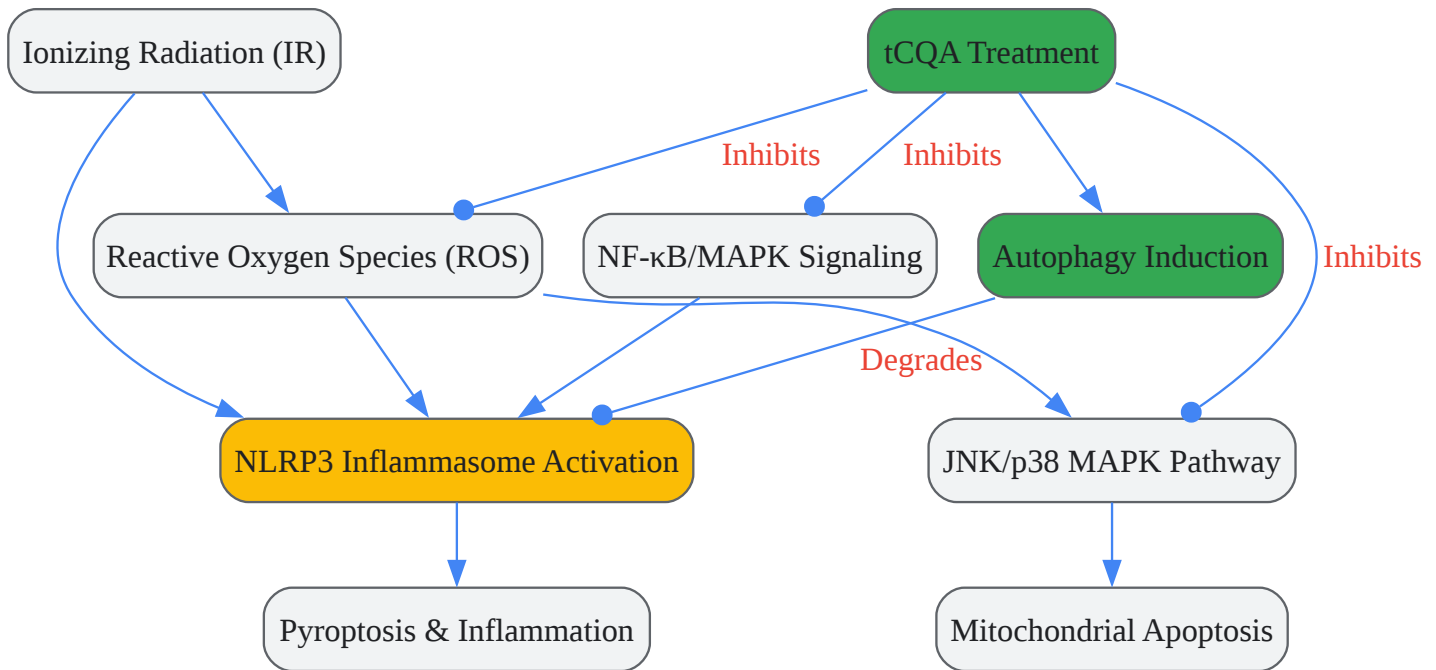 Ionizing Radiation (IR)
tCQA Treatment
Inhibits
Inhibits
Reactive Oxygen Species (ROS)
NF-κB/MAPK Signaling
Autophagy Induction
Inhibits
Degrades
NLRP3 Inflammasome Activation
JNK/p38 MAPK Pathway
Pyroptosis & Inflammation
Mitochondrial Apoptosis